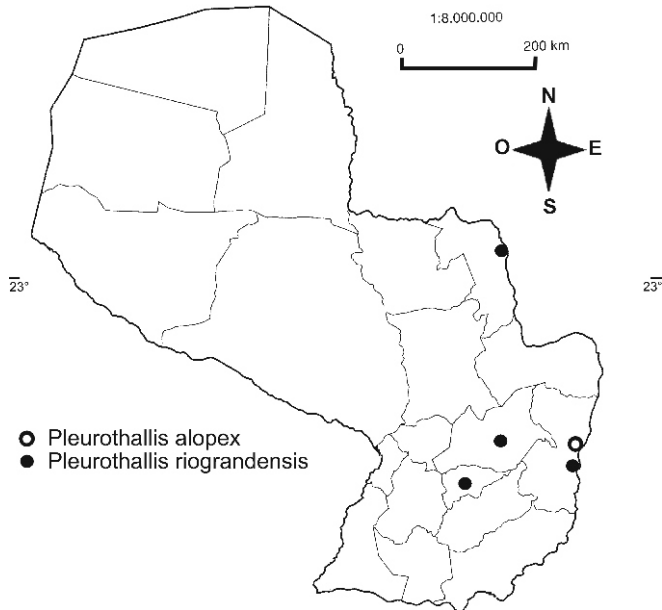 1:8.000.000
0 200 km
N
O E
S
23° 23°
Pleurothallis alopex
Pleurothallis riograndensis